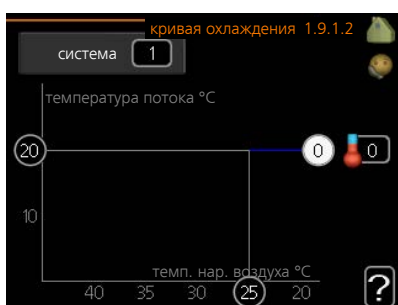 кривая охлаждения 1.9.1.2
система 1
температура потока °C
20 0 0
10
темп. нар. воздуха °C
40 35 30 25 20
?